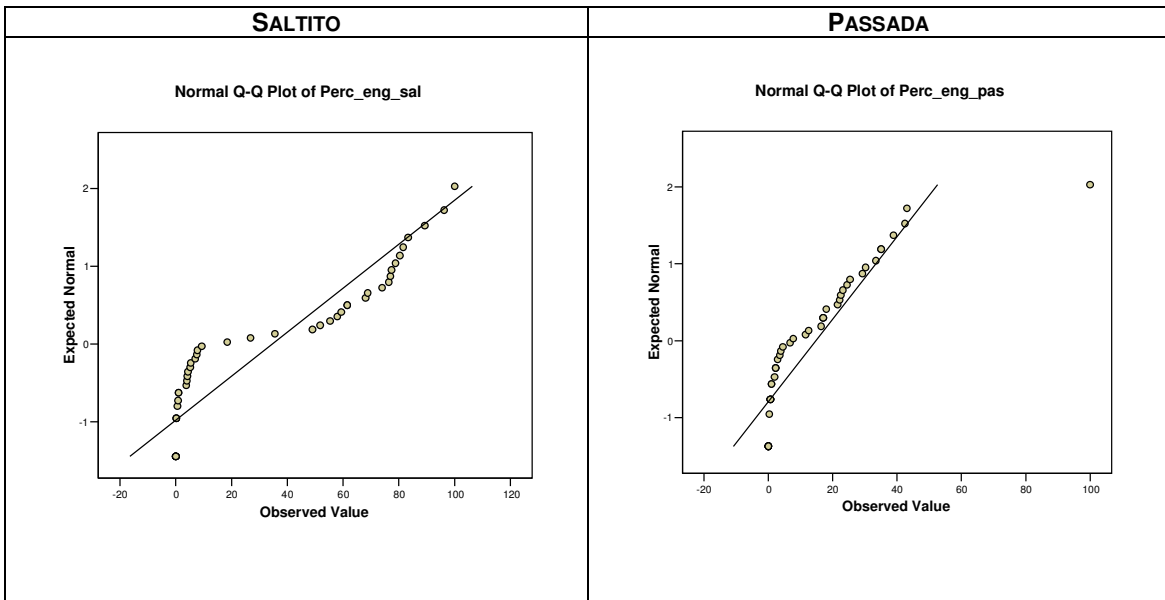 SALTITO
PASSADA
Normal Q-Q Plot of Perc_eng_sal
2
1
0
-1
Expected Normal
-20 0 20 40 60 80 100 120
Observed Value
Normal Q-Q Plot of Perc_eng_pas
2
1
0
-1
Expected Normal
-20 0 20 40 60 80 100
Observed Value